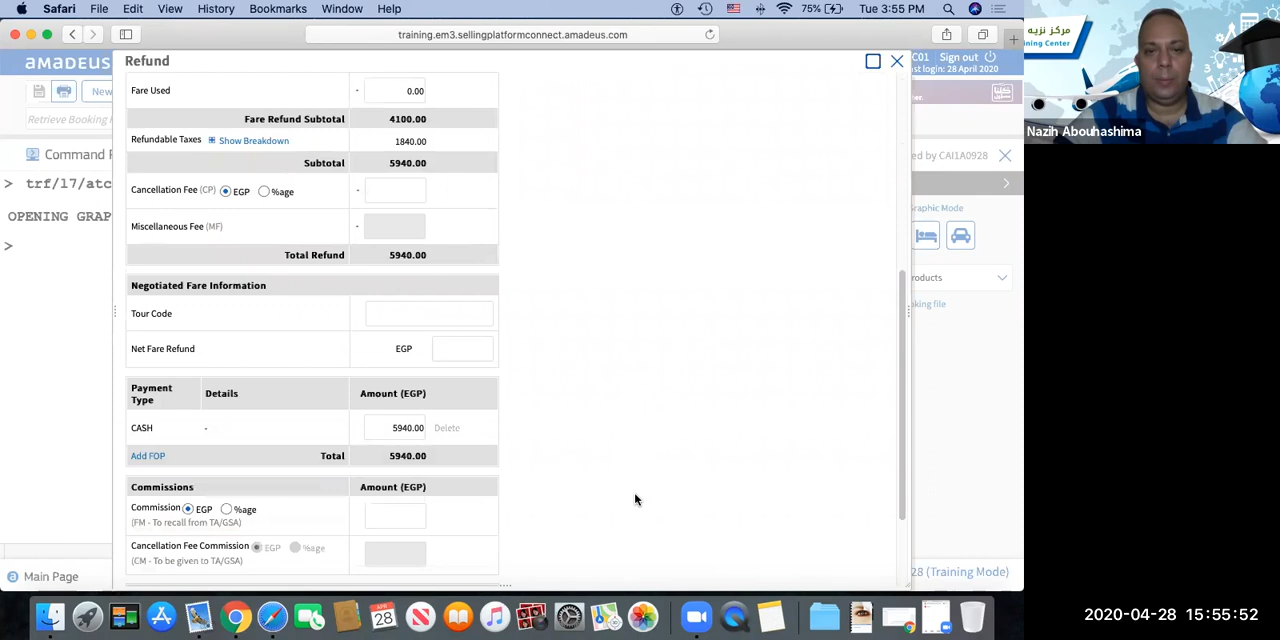 Safari File Edit View History Bookmarks Window Help 75% Tue 3:55 PM
training.em3.sellingplatformconnect.amadeus.com
aMaDEUS
Refund
C01 Sign out
st login: 28 April 2020
New
Retrieve Booking
Command
> trf/l7/atc
OPENING GRAP
>
Fare Used - 0.00
Fare Refund Subtotal 4100.00
Refundable Taxes Show Breakdown 1840.00
Subtotal 5940.00
Cancellation Fee (CP) EGP %age -
Miscellaneous Fee (MF) -
Total Refund 5940.00
Negotiated Fare Information
Tour Code
Net Fare Refund EGP
Payment Type Details Amount (EGP)
CASH - 5940.00 Delete
Add FOP Total 5940.00
Commissions Amount (EGP)
Commission EGP %age
(FM - To recall from TA/GSA)
Cancellation Fee Commission EGP %age
(CM - To be given to TA/GSA)
ed by CAI1A0928
Graphic Mode
roducts
oking file
Main Page
28 (Training Mode)
APR
28
مركز نزيه
ining Center
Nazih Abouhashima
2020-04-28 15:55:52